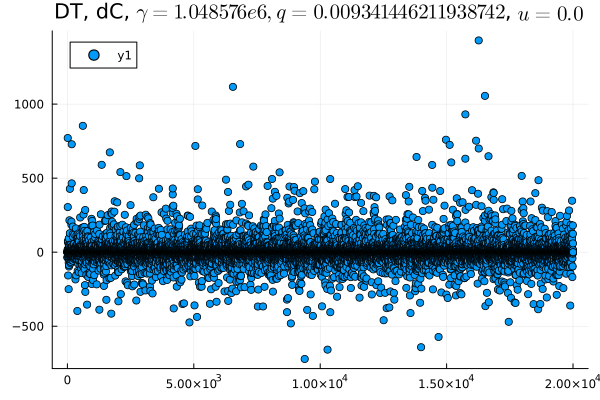 DT, dC, γ = 1.048576e6, q = 0.009341446211938742, u = 0.0
y1
1000
500
0
−500
0 5.00×10³ 1.00×10⁴ 1.50×10⁴ 2.00×10⁴